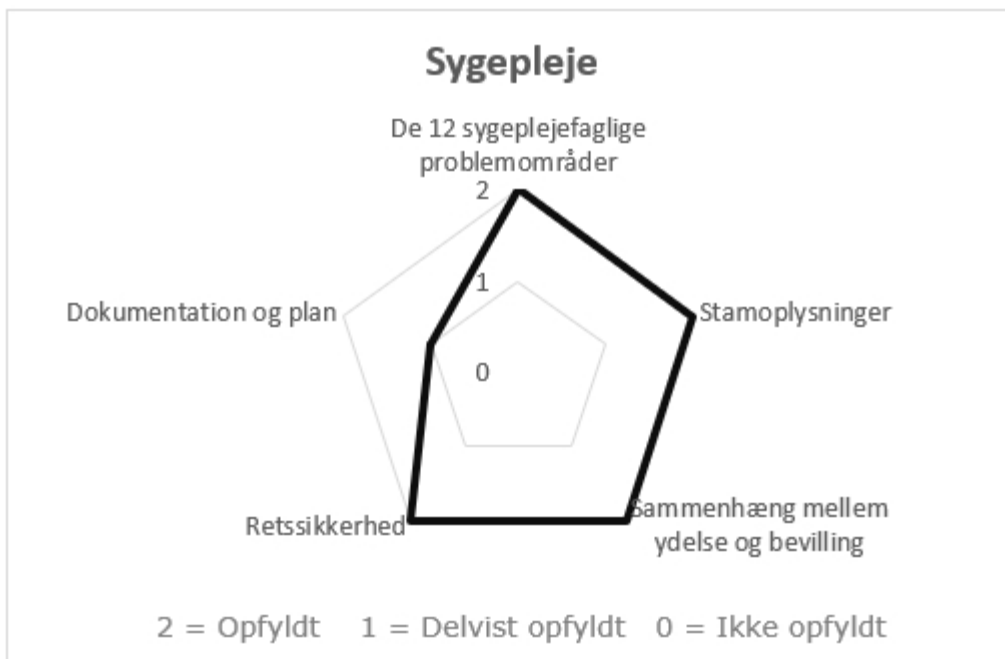 Sygepleje
De 12 sygeplejefaglige
problemområder
2
1
0
Dokumentation og plan
Stamoplysninger
Retssikkerhed
Sammenhæng mellem
ydelse og bevilling
2 = Opfyldt 1 = Delvist opfyldt 0 = Ikke opfyldt